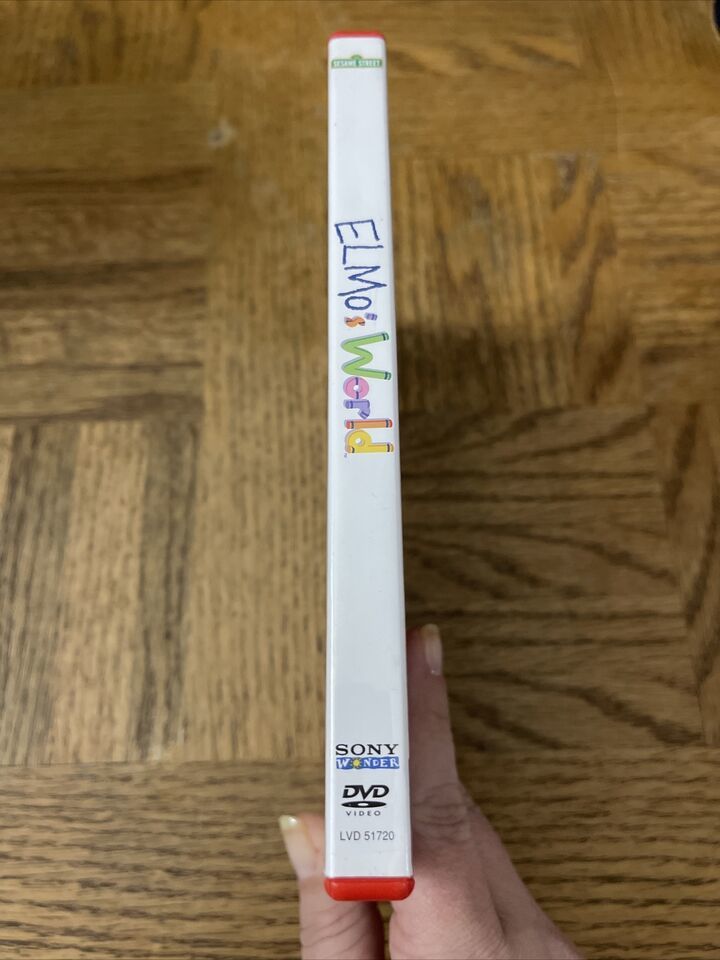 SESAME STREET
ELMO's World
SONY
WONDER
DVD
VIDEO
LVD 51720